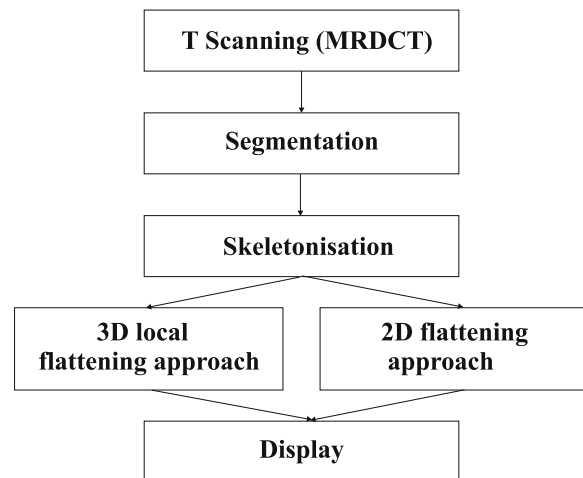 T Scanning (MRDCT)
Segmentation
Skeletonisation
3D local
flattening approach
2D flattening
approach
Display